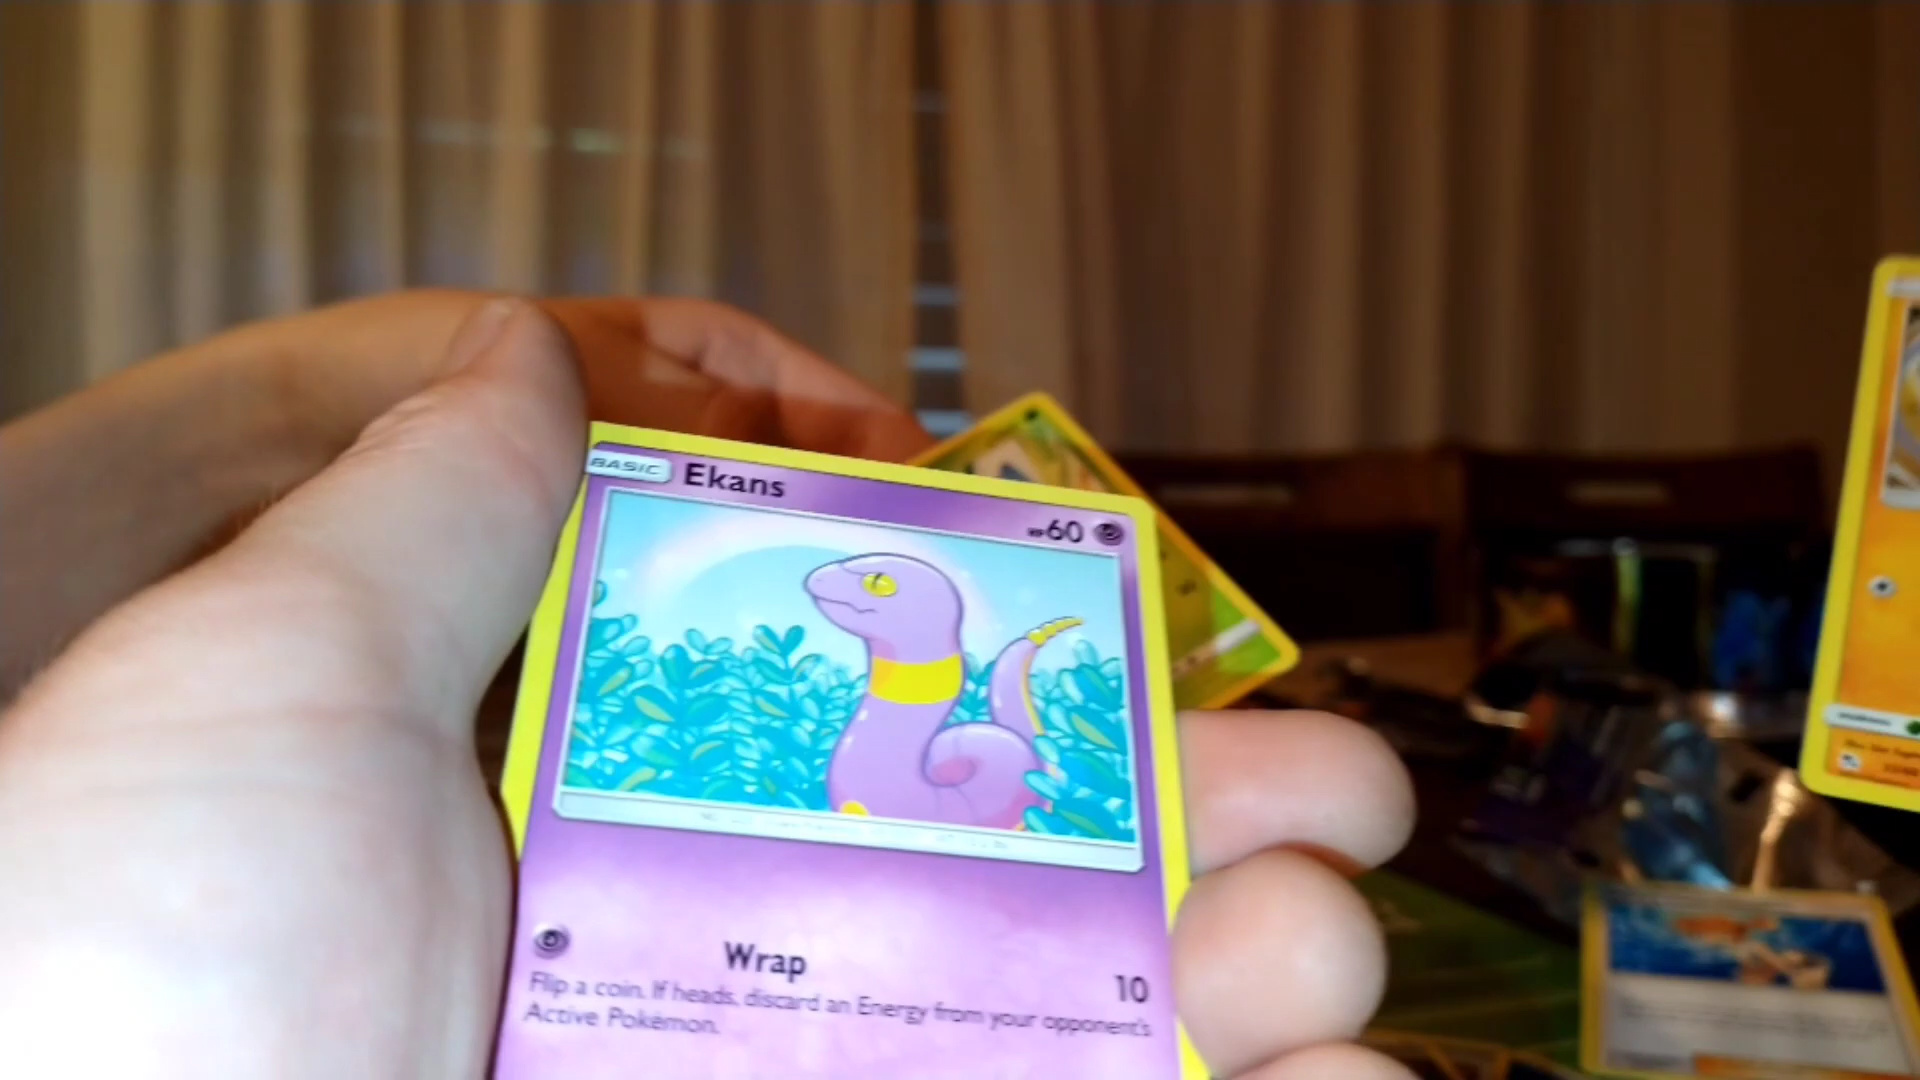 BASIC Ekans
HP60
Wrap
10
Flip a coin. If heads, discard an Energy from your opponent's
Active Pokémon.